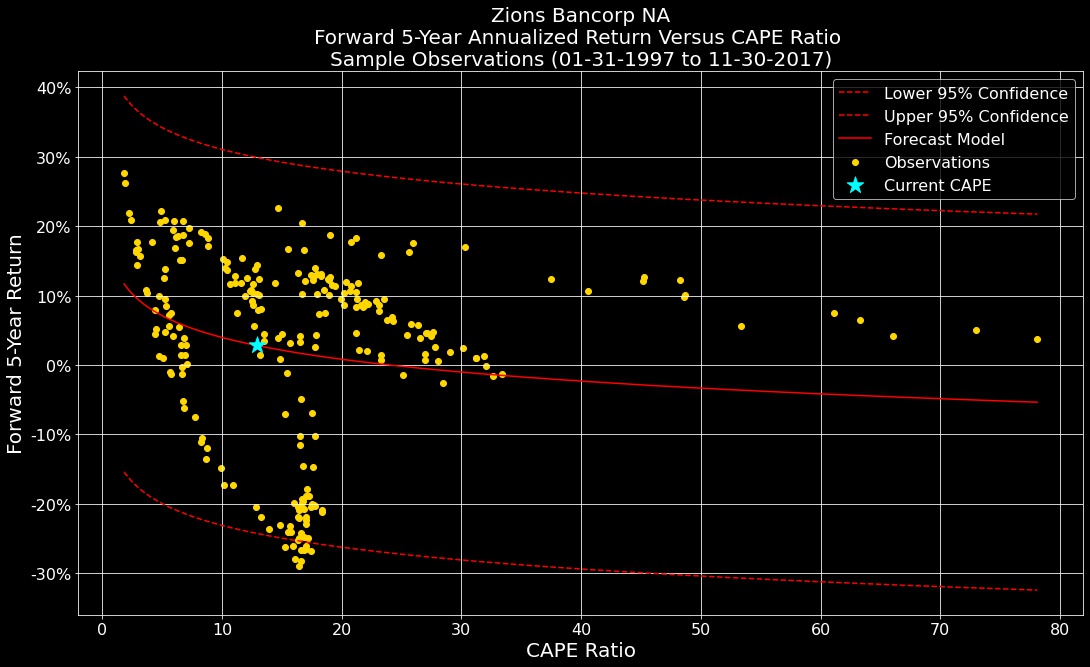 Zions Bancorp NA
Forward 5-Year Annualized Return Versus CAPE Ratio
Sample Observations (01-31-1997 to 11-30-2017)
Lower 95% Confidence
Upper 95% Confidence
Forecast Model
Observations
Current CAPE
Forward 5-Year Return
40%
30%
20%
10%
0%
-10%
-20%
-30%
0 10 20 30 40 50 60 70 80
CAPE Ratio